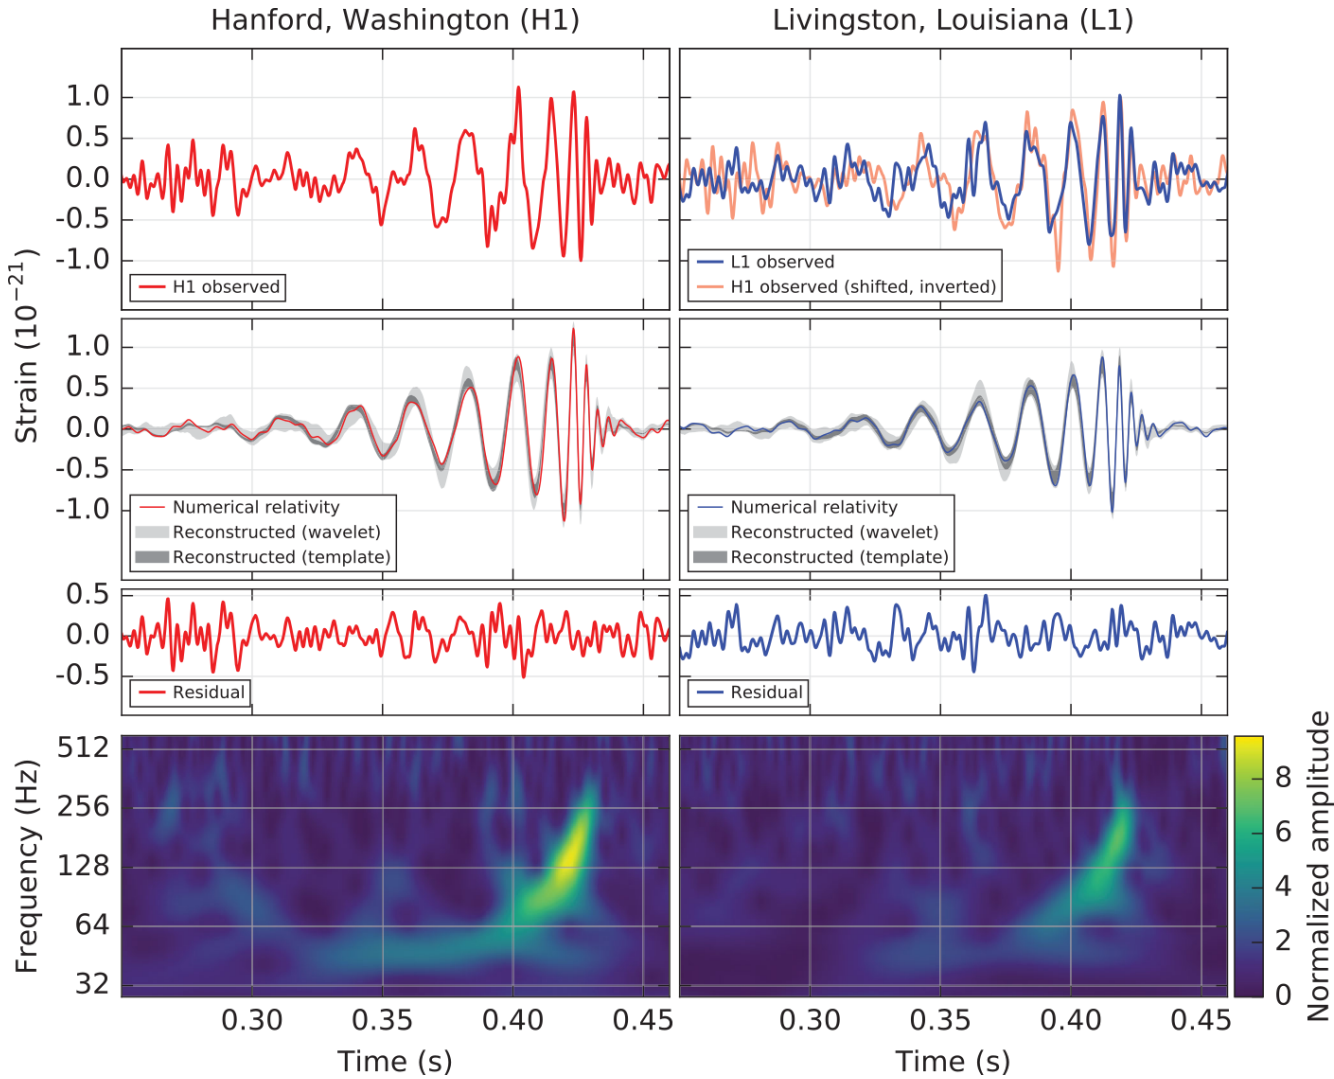 Hanford, Washington (H1)
Livingston, Louisiana (L1)
Strain (10⁻²¹)
1.0
0.5
0.0
-0.5
-1.0
H1 observed
L1 observed
H1 observed (shifted, inverted)
1.0
0.5
0.0
-0.5
-1.0
Numerical relativity
Reconstructed (wavelet)
Reconstructed (template)
Numerical relativity
Reconstructed (wavelet)
Reconstructed (template)
0.5
0.0
-0.5
Residual
Residual
Frequency (Hz)
512
256
128
64
32
Normalized amplitude
8
6
4
2
0
0.30 0.35 0.40 0.45
0.30 0.35 0.40 0.45
Time (s)
Time (s)